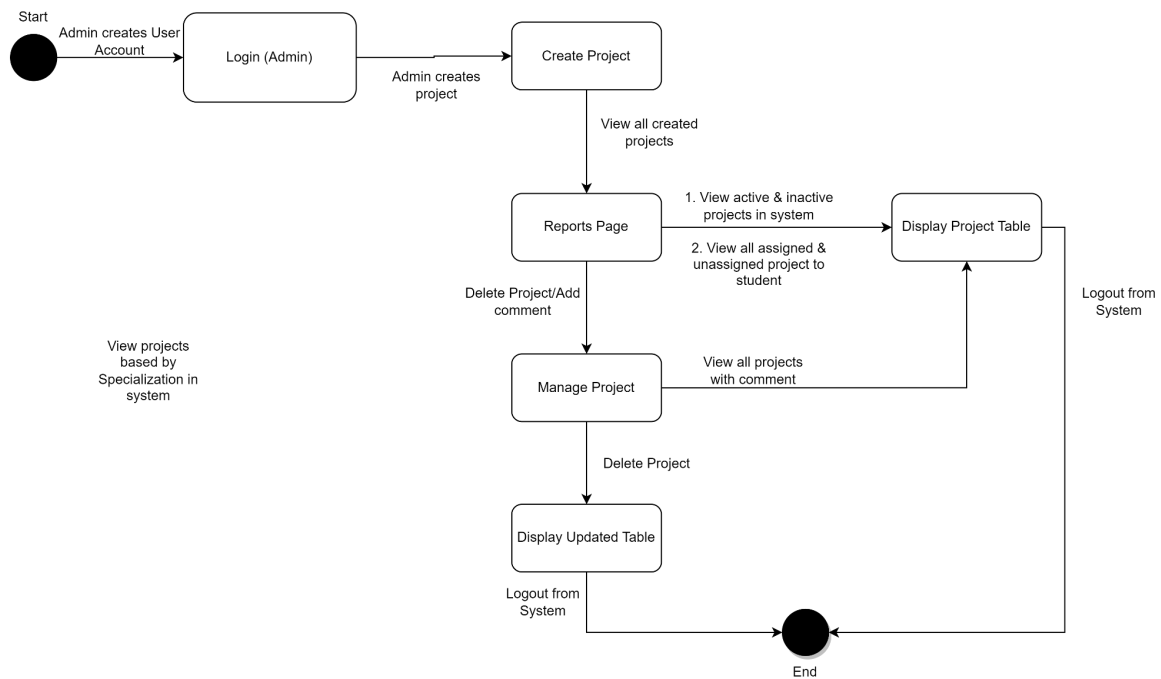 Start
Admin creates User
Account
Login (Admin)
Admin creates
project
Create Project
View all created
projects
Reports Page
1. View active & inactive
projects in system
2. View all assigned &
unassigned project to
student
Display Project Table
Logout from
System
Delete Project/Add
comment
View projects
based by
Specialization in
system
Manage Project
View all projects
with comment
Delete Project
Display Updated Table
Logout from
System
End